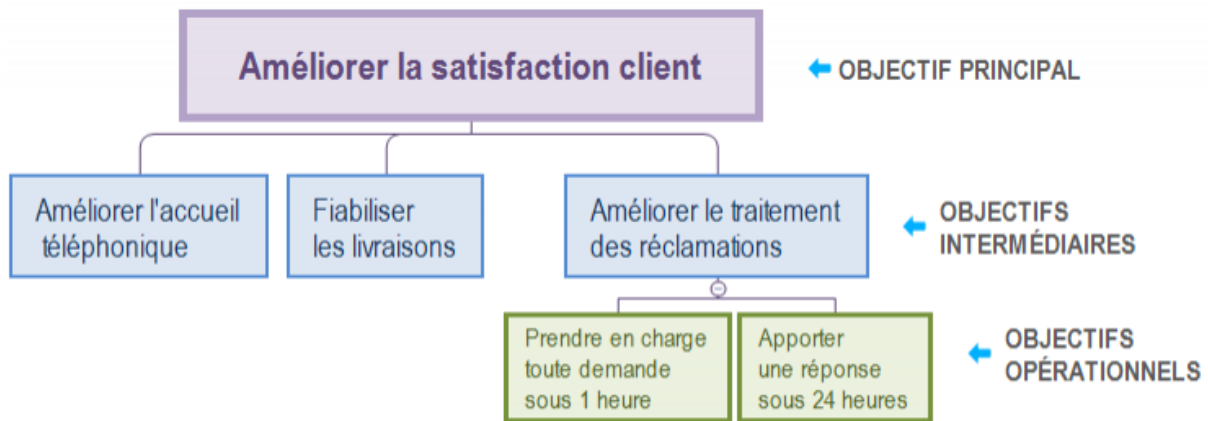 Améliorer la satisfaction client
OBJECTIF PRINCIPAL
Améliorer l'accueil
téléphonique
Fiabiliser
les livraisons
Améliorer le traitement
des réclamations
OBJECTIFS
INTERMÉDIAIRES
Prendre en charge
toute demande
sous 1 heure
Apporter
une réponse
sous 24 heures
OBJECTIFS
OPÉRATIONNELS